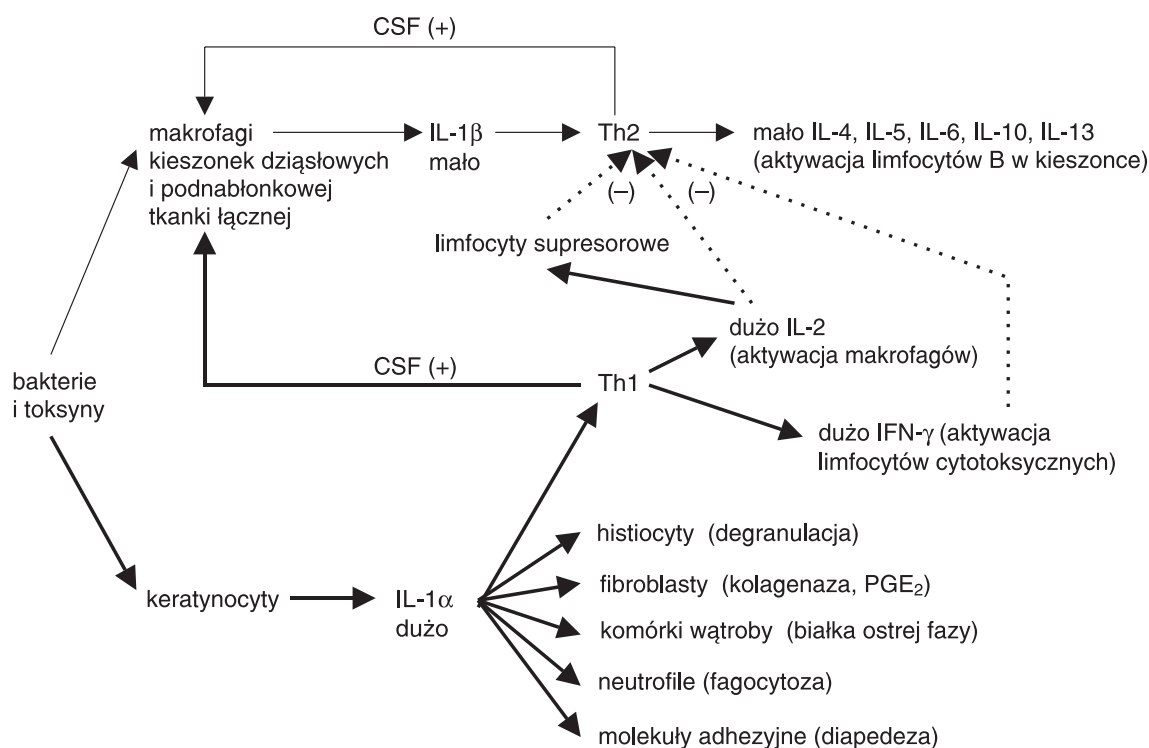 CSF (+)
makrofagi
kieszonek dziąsłowych
i podnabłonkowej
tkanki łącznej
IL-1β
mało
Th2
mało IL-4, IL-5, IL-6, IL-10, IL-13
(aktywacja limfocytów B w kieszonce)
(–)
(–)
limfocyty supresorowe
dużo IL-2
(aktywacja makrofagów)
CSF (+)
Th1
bakterie
i toksyny
dużo IFN-γ (aktywacja
limfocytów cytotoksycznych)
histiocyty (degranulacja)
fibroblasty (kolagenaza, PGE₂)
keratynocyty
IL-1α
dużo
komórki wątroby (białka ostrej fazy)
neutrofile (fagocytoza)
molekuły adhezyjne (diapedeza)